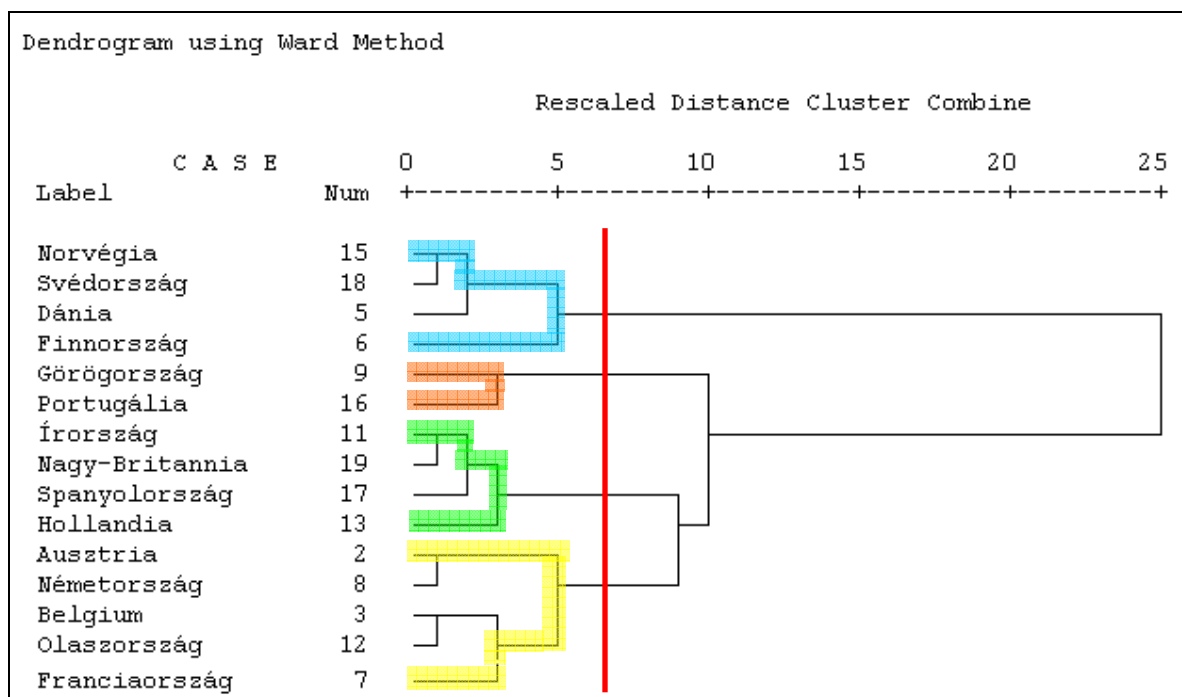 Dendrogram using Ward Method
Rescaled Distance Cluster Combine
C A S E 0 5 10 15 20 25
Label Num +---------+---------+---------+---------+---------+
Norvégia 15
Svédország 18
Dánia 5
Finnország 6
Görögország 9
Portugália 16
Írország 11
Nagy-Britannia 19
Spanyolország 17
Hollandia 13
Ausztria 2
Németország 8
Belgium 3
Olaszország 12
Franciaország 7